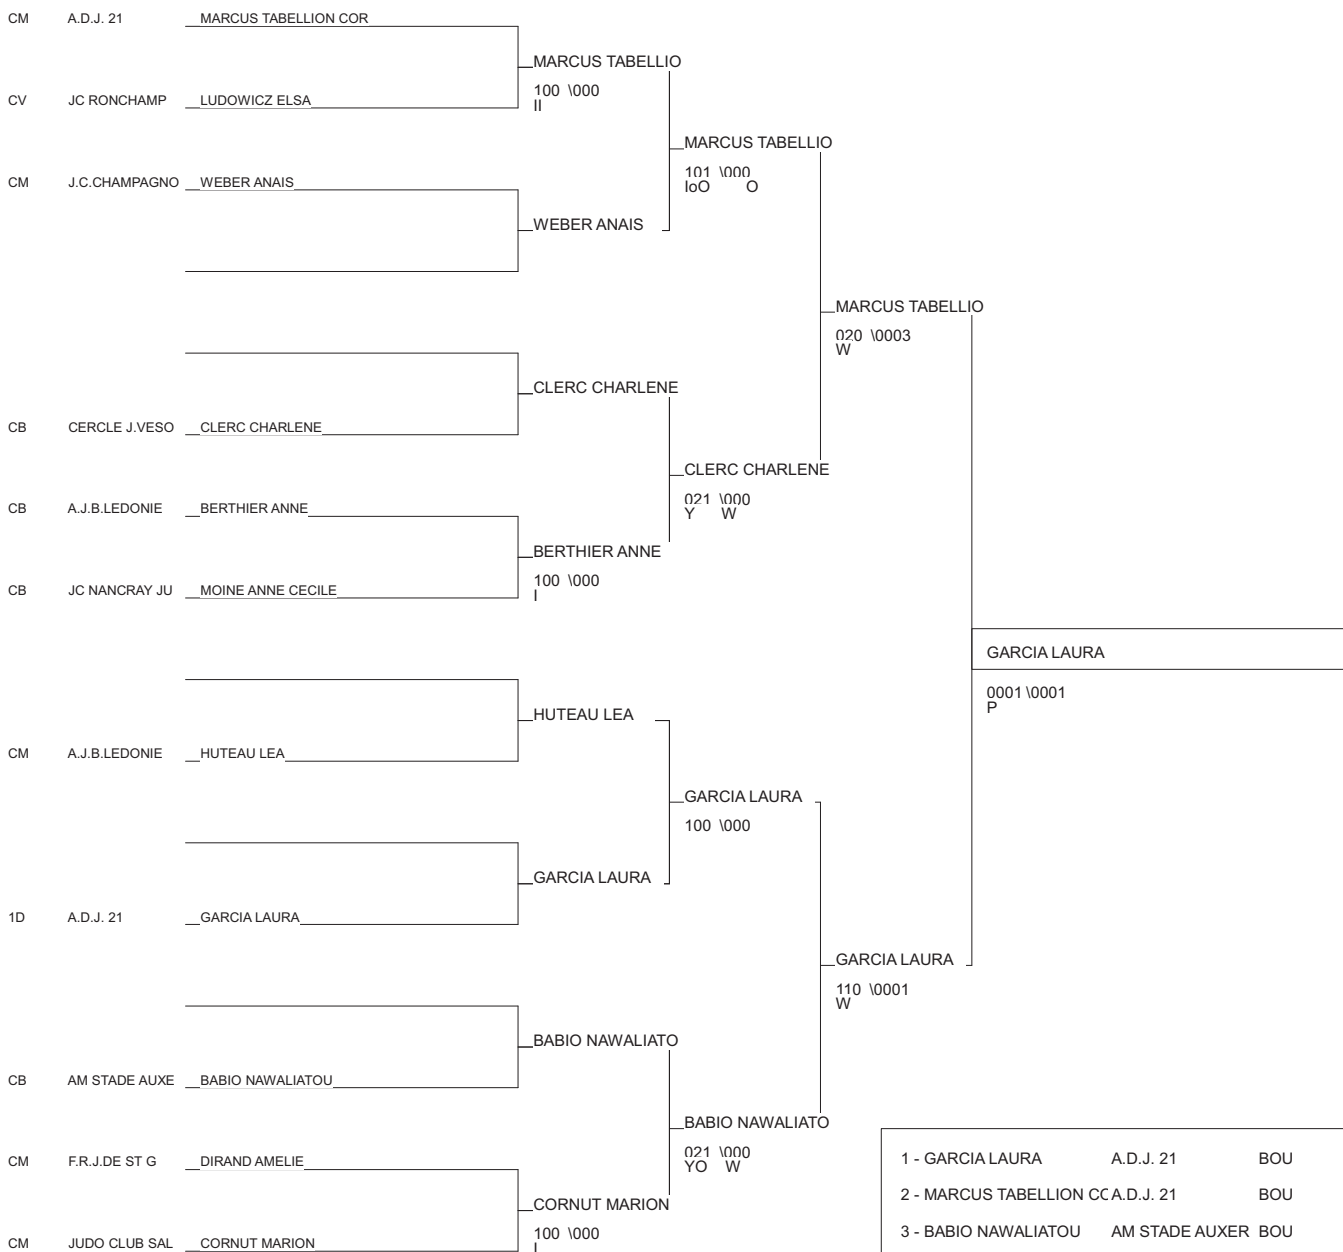 CM A.D.J. 21 MARCUS TABELLION COR
MARCUS TABELLIO
100 \000
II
CV JC RONCHAMP LUDOWICZ ELSA
MARCUS TABELLIO
101 \000
IoO O
CM J.C.CHAMPAGNO WEBER ANAIS
WEBER ANAIS
MARCUS TABELLIO
020 \0003
W
CLERC CHARLENE
CB CERCLE J.VESO CLERC CHARLENE
CLERC CHARLENE
021 \000
Y W
CB A.J.B.LEDONIE BERTHIER ANNE
BERTHIER ANNE
100 \000
I
CB JC NANCRAY JU MOINE ANNE CECILE
GARCIA LAURA
0001 \0001
P
HUTEAU LEA
CM A.J.B.LEDONIE HUTEAU LEA
GARCIA LAURA
100 \000
GARCIA LAURA
1D A.D.J. 21 GARCIA LAURA
GARCIA LAURA
110 \0001
W
BABIO NAWALIATO
CB AM STADE AUXE BABIO NAWALIATOU
BABIO NAWALIATO
021 \000
YO W
CM F.R.J.DE ST G DIRAND AMELIE
CORNUT MARION
100 \000
I
CM JUDO CLUB SAL CORNUT MARION
1 - GARCIA LAURA A.D.J. 21 BOU
2 - MARCUS TABELLION CC A.D.J. 21 BOU
3 - BABIO NAWALIATOU AM STADE AUXER BOU